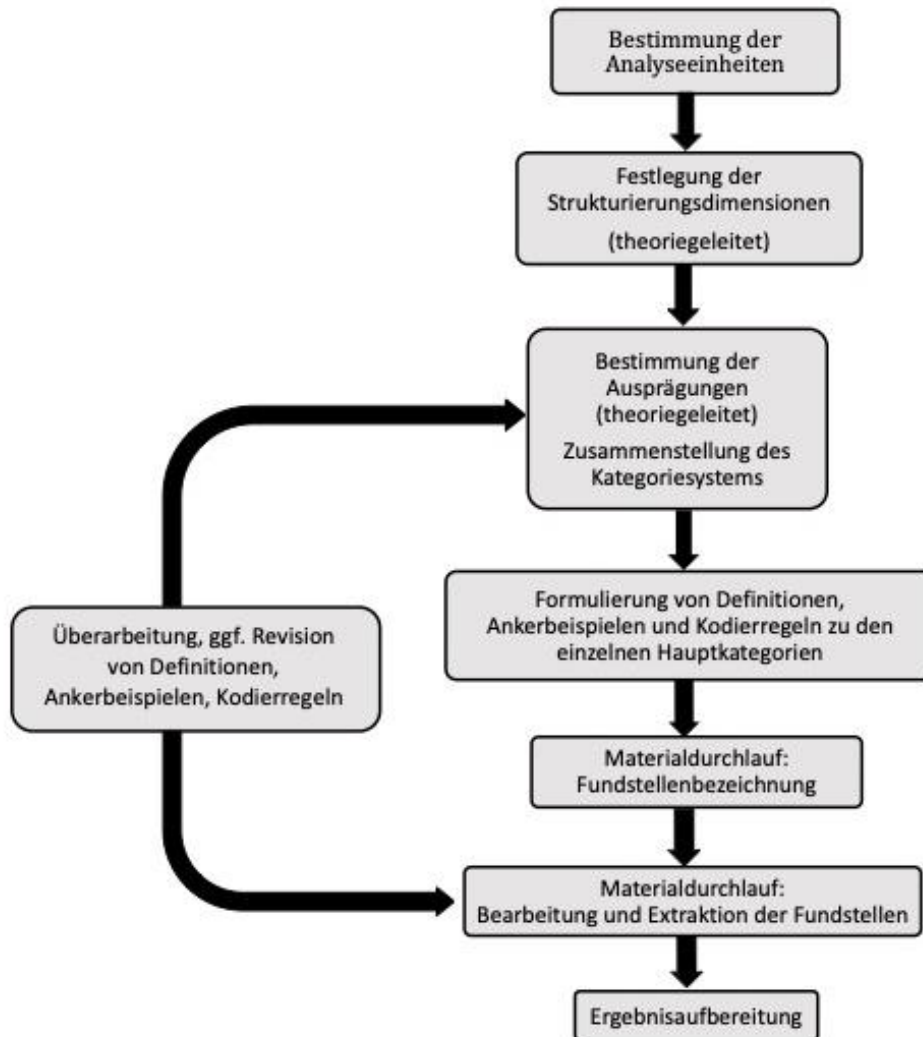 Bestimmung der
Analyseeinheiten
Festlegung der
Strukturierungsdimensionen
(theoriegeleitet)
Bestimmung der
Ausprägungen
(theoriegeleitet)
Zusammenstellung des
Kategoriesystems
Formulierung von Definitionen,
Ankerbeispielen und Kodierregeln zu den
einzelnen Hauptkategorien
Überarbeitung, ggf. Revision
von Definitionen,
Ankerbeispielen, Kodierregeln
Materialdurchlauf:
Fundstellenbezeichnung
Materialdurchlauf:
Bearbeitung und Extraktion der Fundstellen
Ergebnisaufbereitung